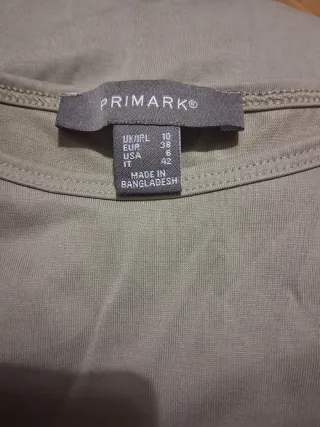 PRIMARK®
UK/IRL 10
EUR 38
USA 6
IT 42
MADE IN
BANGLADESH